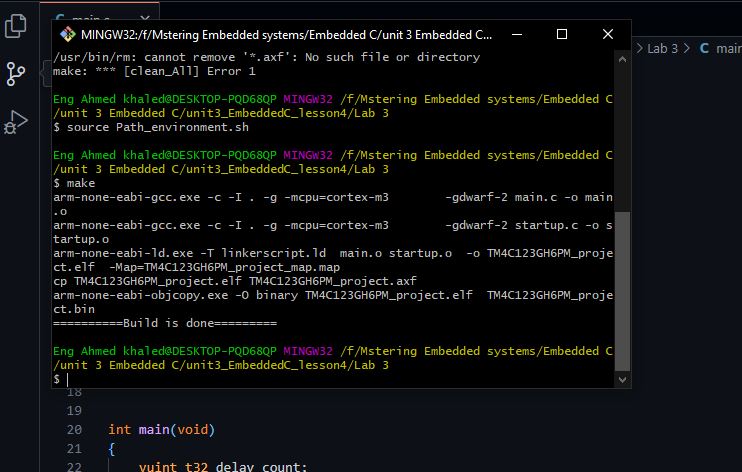 C main.c
MINGW32:/f/Mstering Embedded systems/Embedded C/unit 3 Embedded C...
> Lab 3 > C main
/usr/bin/rm: cannot remove '*.axf': No such file or directory
make: *** [clean_All] Error 1
Eng Ahmed khaled@DESKTOP-PQD68QP MINGW32 /f/Mstering Embedded systems/Embedded C
/unit 3 Embedded C/unit3_EmbeddedC_lesson4/Lab 3
$ source Path_environment.sh
Eng Ahmed khaled@DESKTOP-PQD68QP MINGW32 /f/Mstering Embedded systems/Embedded C
/unit 3 Embedded C/unit3_EmbeddedC_lesson4/Lab 3
$ make
arm-none-eabi-gcc.exe -c -I . -g -mcpu=cortex-m3        -gdwarf-2 main.c -o main
.o
arm-none-eabi-gcc.exe -c -I . -g -mcpu=cortex-m3        -gdwarf-2 startup.c -o s
tartup.o
arm-none-eabi-ld.exe -T linkerscript.ld  main.o startup.o  -o TM4C123GH6PM_proje
ct.elf  -Map=TM4C123GH6PM_project_map.map
cp TM4C123GH6PM_project.elf TM4C123GH6PM_project.axf
arm-none-eabi-objcopy.exe -O binary TM4C123GH6PM_project.elf  TM4C123GH6PM_proje
ct.bin
==========Build is done=========
Eng Ahmed khaled@DESKTOP-PQD68QP MINGW32 /f/Mstering Embedded systems/Embedded C
/unit 3 Embedded C/unit3_EmbeddedC_lesson4/Lab 3
$
18
19
20 int main(void)
21 {
22 vuint_t32 delay_count;